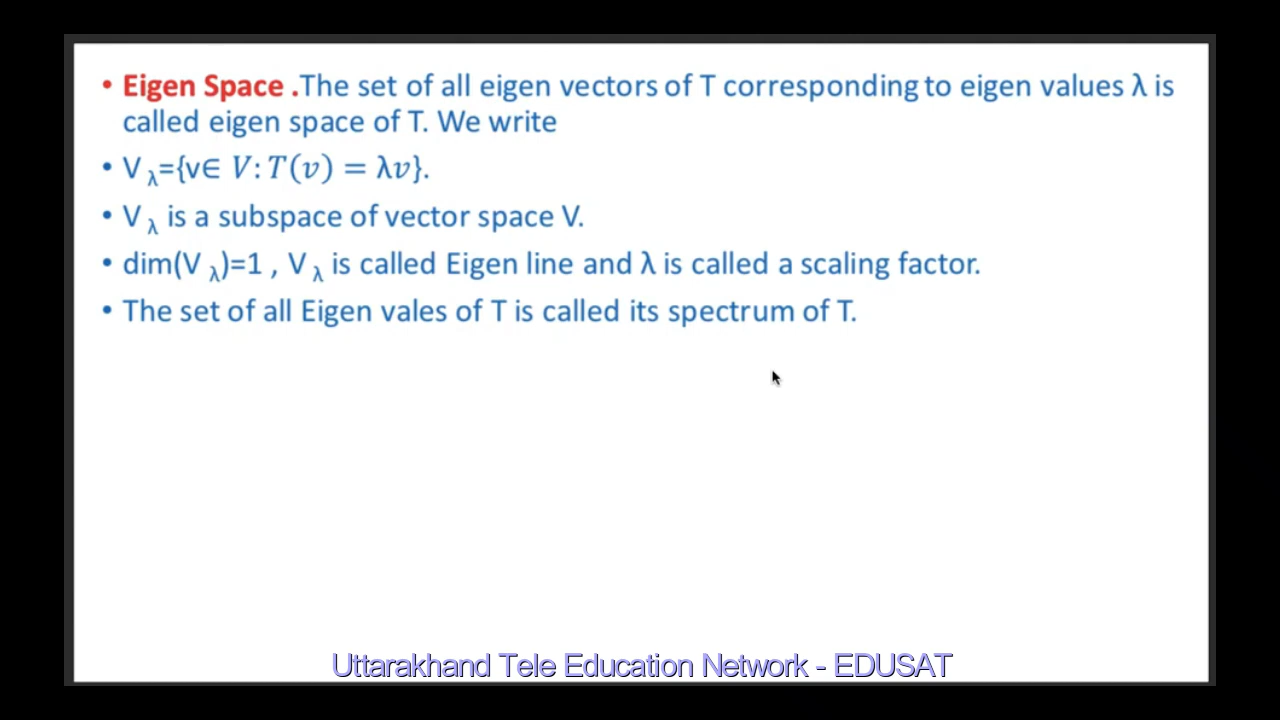 • Eigen Space .The set of all eigen vectors of T corresponding to eigen values λ is
called eigen space of T. We write
• V λ={v∈ V: T(v) = λv}.
• V λ is a subspace of vector space V.
• dim(V λ)=1 , V λ is called Eigen line and λ is called a scaling factor.
• The set of all Eigen vales of T is called its spectrum of T.
Uttarakhand Tele Education Network - EDUSAT